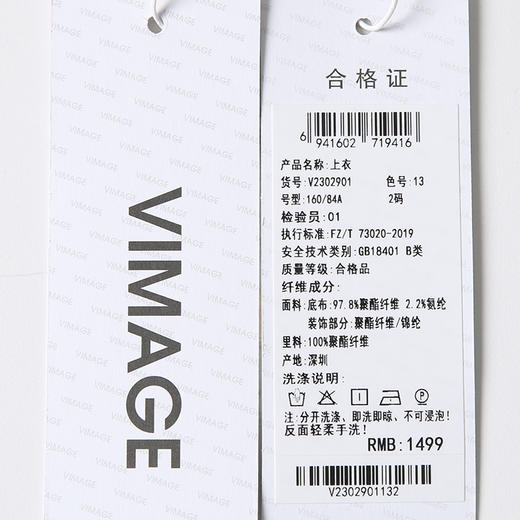 VIMAGE
合格证
6 941602 719416
产品名称:上衣
货号:V2302901 色号:13
号型:160/84A 2码
检验员:01
执行标准:FZ/T 73020-2019
安全技术类别:GB18401 B类
质量等级:合格品
纤维成分:
面料:底布:97.8%聚酯纤维 2.2%氨纶
装饰部分:聚酯纤维/锦纶
里料:100%聚酯纤维
产地:深圳
洗涤说明:
注:分开洗涤、即洗即晾、不可浸泡!
反面轻柔手洗!
RMB:1499
V2302901132